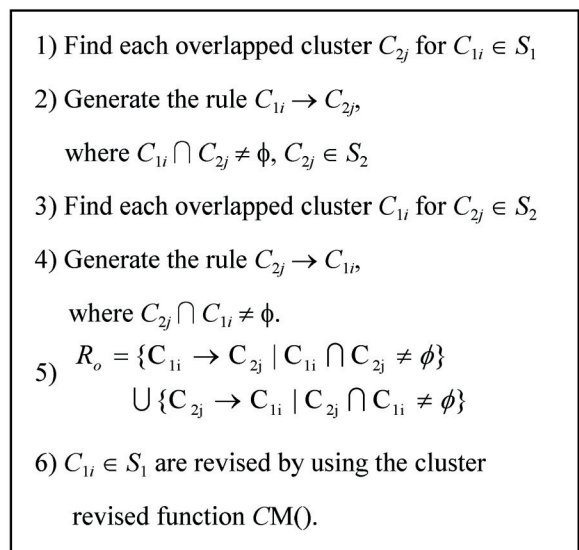 1) Find each overlapped cluster C₂ⱼ for C₁ᵢ ∈ S₁
2) Generate the rule C₁ᵢ → C₂ⱼ,
where C₁ᵢ ⋂ C₂ⱼ ≠ ϕ, C₂ⱼ ∈ S₂
3) Find each overlapped cluster C₁ᵢ for C₂ⱼ ∈ S₂
4) Generate the rule C₂ⱼ → C₁ᵢ,
where C₂ⱼ ⋂ C₁ᵢ ≠ ϕ.
5) Rₒ = {C₁ᵢ → C₂ⱼ | C₁ᵢ ⋂ C₂ⱼ ≠ ϕ}
⋃ {C₂ⱼ → C₁ᵢ | C₂ⱼ ⋂ C₁ᵢ ≠ ϕ}
6) C₁ᵢ ∈ S₁ are revised by using the cluster
revised function CM().